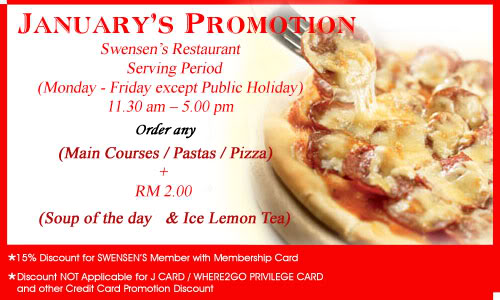 January's Promotion
Swensen's Restaurant
Serving Period
(Monday - Friday except Public Holiday)
11.30 am – 5.00 pm
Order any
(Main Courses / Pastas / Pizza)
+
RM 2.00
(Soup of the day & Ice Lemon Tea)
*15% Discount for SWENSEN'S Member with Membership Card
*Discount NOT Applicable for J CARD / WHERE2GO PRIVILEGE CARD
and other Credit Card Promotion Discount